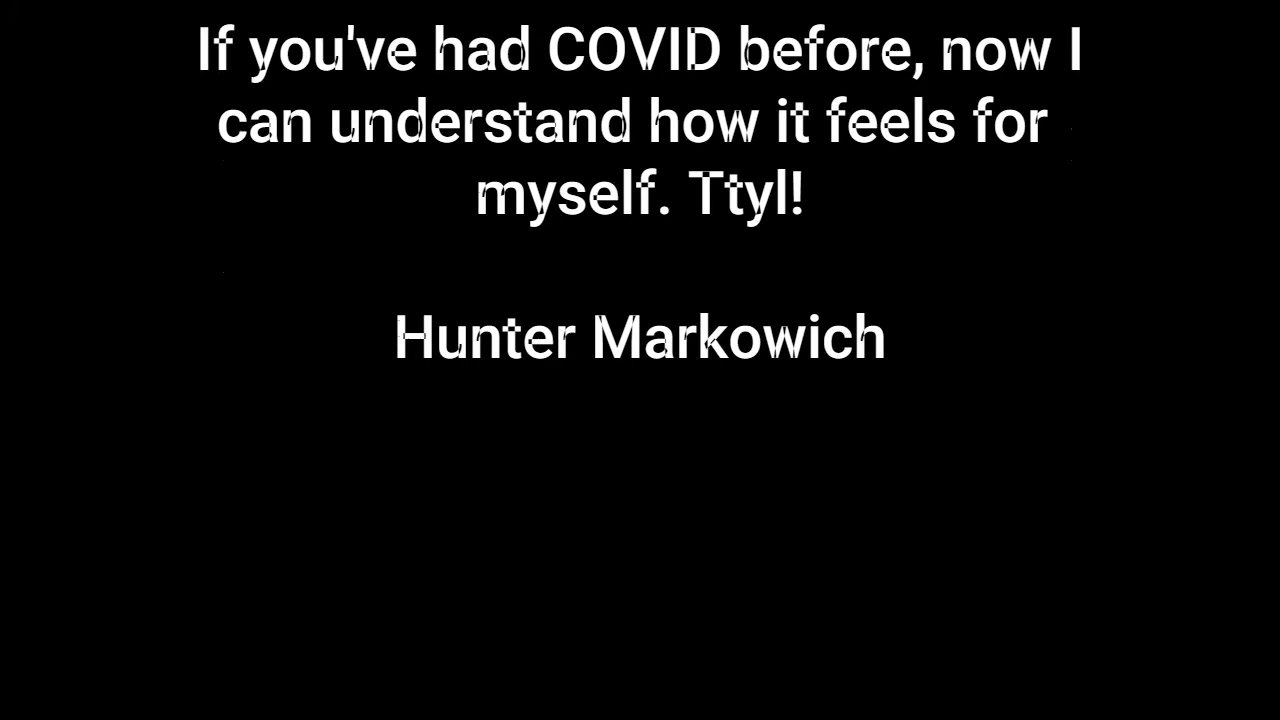 If you've had COVID before, now I
can understand how it feels for
myself. Ttyl!
Hunter Markowich